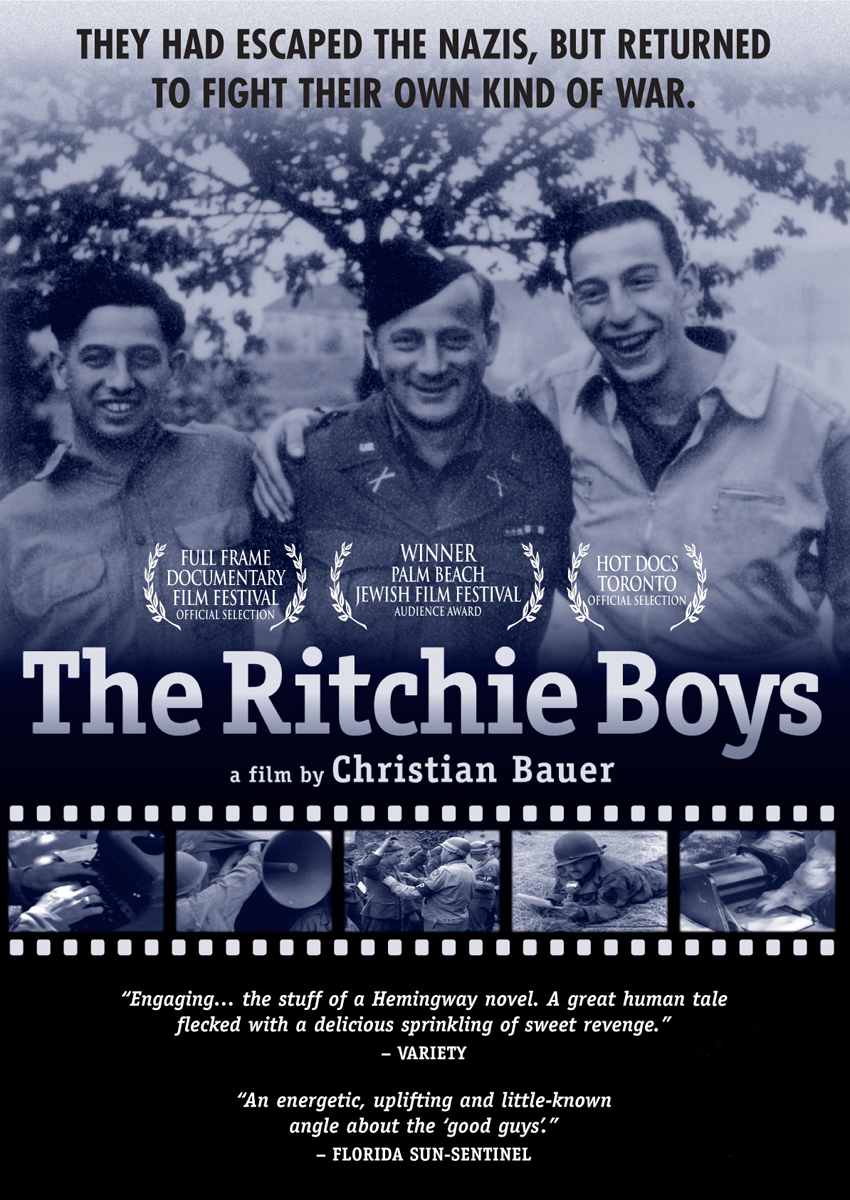 THEY HAD ESCAPED THE NAZIS, BUT RETURNED
TO FIGHT THEIR OWN KIND OF WAR.
FULL FRAME
DOCUMENTARY
FILM FESTIVAL
OFFICIAL SELECTION
WINNER
PALM BEACH
JEWISH FILM FESTIVAL
AUDIENCE AWARD
HOT DOCS
TORONTO
OFFICIAL SELECTION
The Ritchie Boys
a film by Christian Bauer
“Engaging... the stuff of a Hemingway novel. A great human tale
flecked with a delicious sprinkling of sweet revenge.”
– VARIETY
“An energetic, uplifting and little-known
angle about the ‘good guys’.”
– FLORIDA SUN-SENTINEL